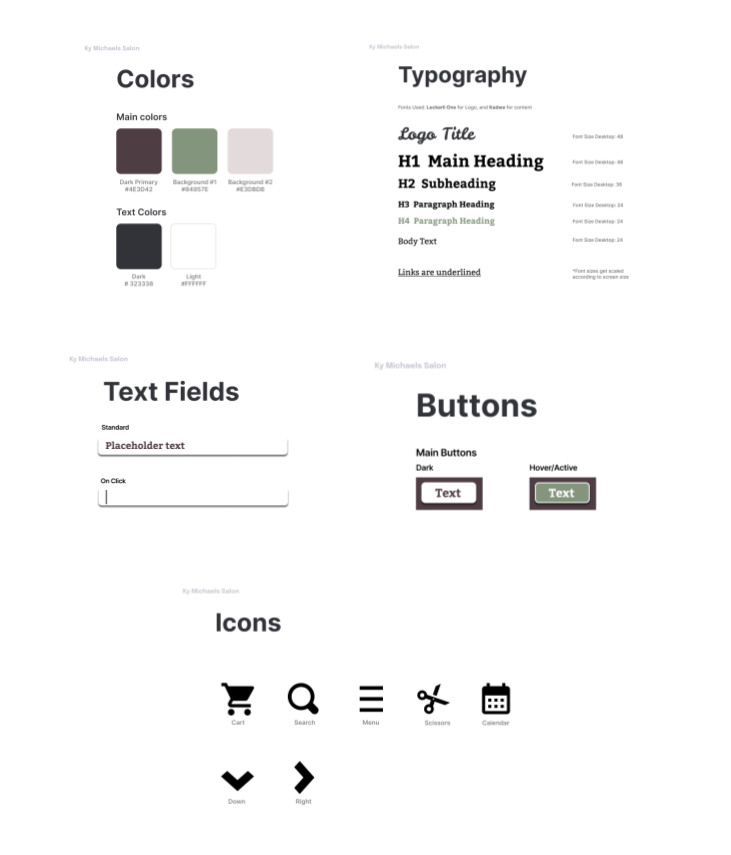 Ky Michaels Salon
Colors
Main colors
Dark Primary
#4E3D42
Background #1
#84957E
Background #2
#E3DBDB
Text Colors
Dark
# 323338
Light
#FFFFFF
Ky Michaels Salon
Typography
Fonts Used: Leckerli One for Logo, and Kadwa for content
Logo Title
Font Size Desktop: 48
H1 Main Heading
Font Size Desktop: 48
H2 Subheading
Font Size Desktop: 36
H3 Paragraph Heading
Font Size Desktop: 24
H4 Paragraph Heading
Font Size Desktop: 24
Body Text
Font Size Desktop: 24
Links are underlined
*Font sizes get scaled
according to screen size
Ky Michaels Salon
Text Fields
Standard
Placeholder text
On Click
Ky Michaels Salon
Buttons
Main Buttons
Dark
Hover/Active
Text
Text
Ky Michaels Salon
Icons
Cart
Search
Menu
Scissors
Calendar
Down
Right